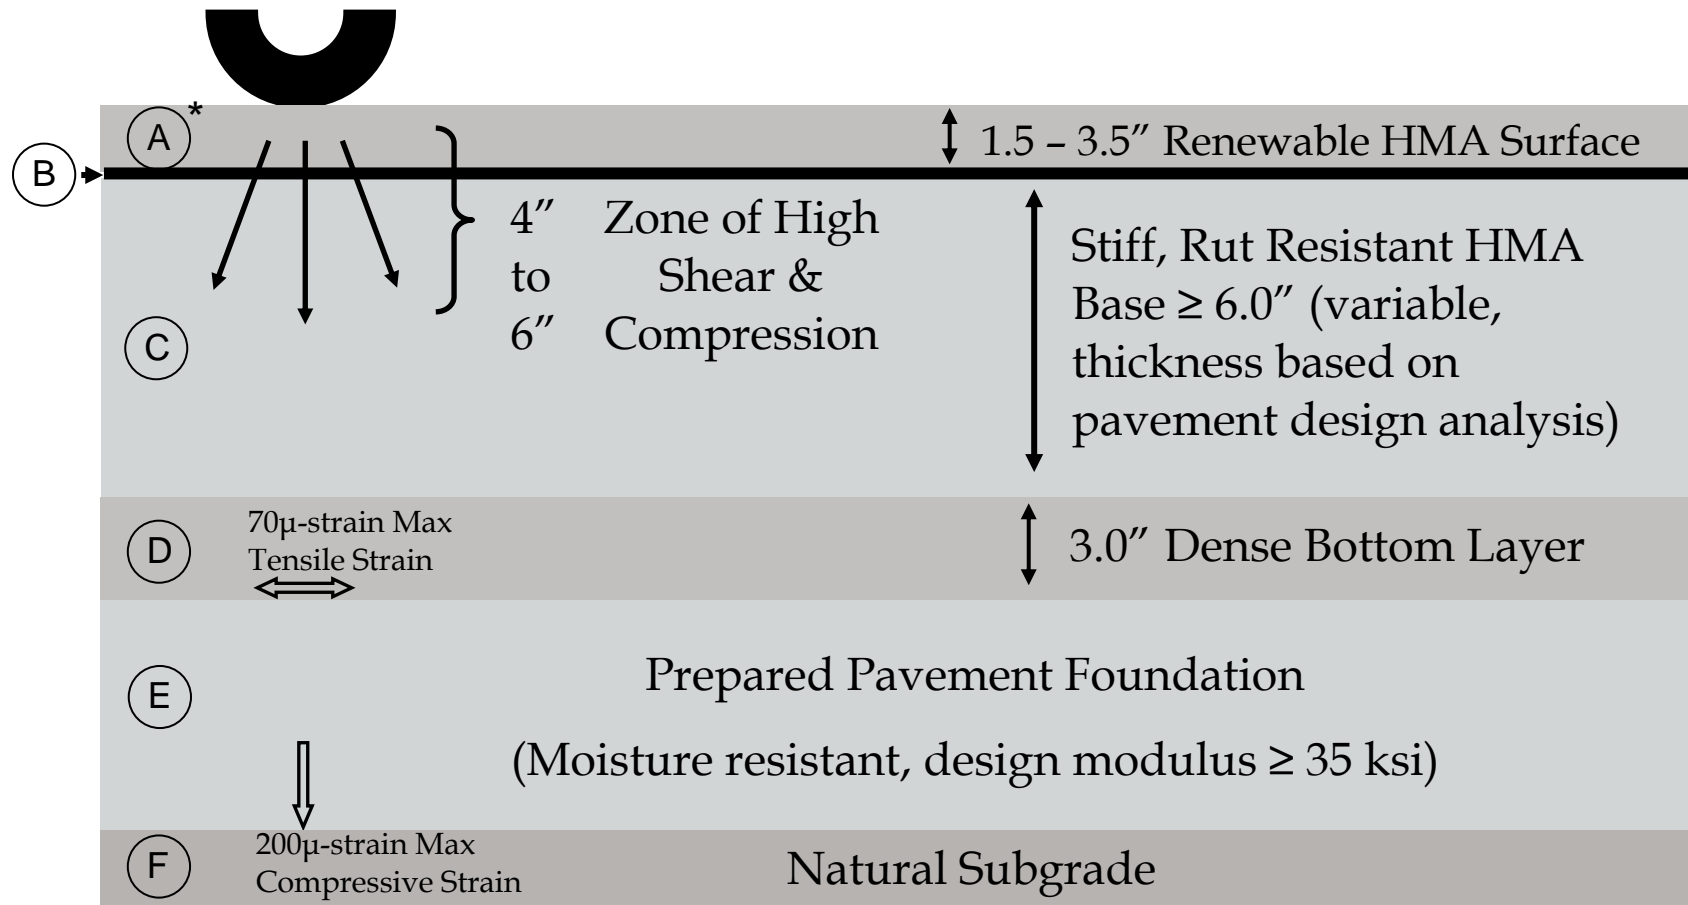 A*
1.5 – 3.5″ Renewable HMA Surface
B
4″ Zone of High
to Shear &
6″ Compression
Stiff, Rut Resistant HMA
Base ≥ 6.0″ (variable,
thickness based on
pavement design analysis)
C
D
70μ-strain Max
Tensile Strain
3.0″ Dense Bottom Layer
E
Prepared Pavement Foundation
(Moisture resistant, design modulus ≥ 35 ksi)
F
200μ-strain Max
Compressive Strain
Natural Subgrade